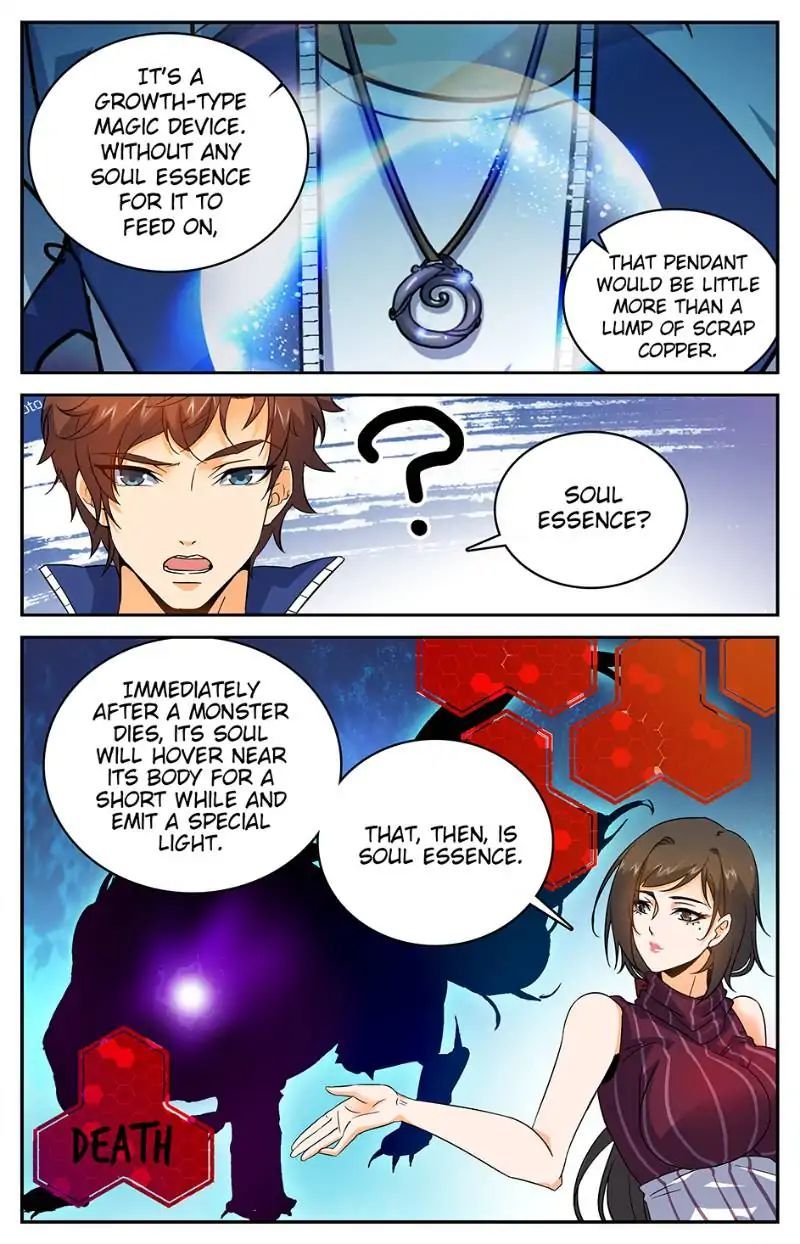 IT'S A
GROWTH-TYPE
MAGIC DEVICE.
WITHOUT ANY
SOUL ESSENCE
FOR IT TO
FEED ON,
THAT PENDANT
WOULD BE LITTLE
MORE THAN A
LUMP OF SCRAP
COPPER.
oto
?
SOUL
ESSENCE?
IMMEDIATELY
AFTER A MONSTER
DIES, ITS SOUL
WILL HOVER NEAR
ITS BODY FOR A
SHORT WHILE AND
EMIT A SPECIAL
LIGHT.
THAT, THEN, IS
SOUL ESSENCE.
DEATH